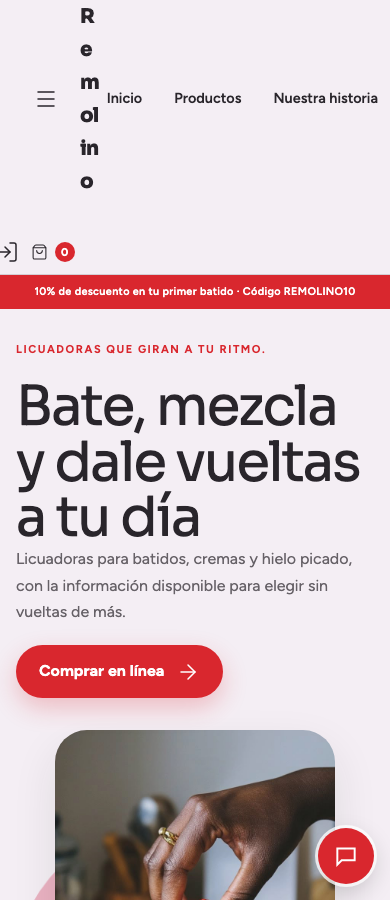 Remolino
Inicio Productos Nuestra historia
0
10% de descuento en tu primer batido · Código REMOLINO10
LICUADORAS QUE GIRAN A TU RITMO.
Bate, mezcla
y dale vueltas
a tu día
Licuadoras para batidos, cremas y hielo picado,
con la información disponible para elegir sin
vueltas de más.
Comprar en línea